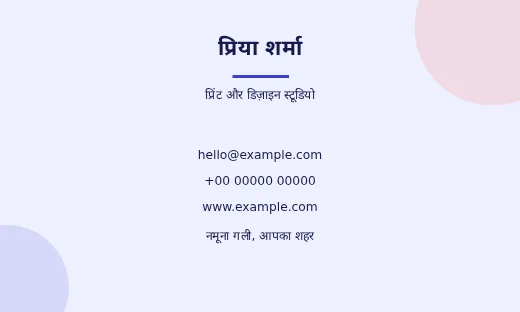 प्रिया शर्मा
प्रिंट और डिज़ाइन स्टूडियो
hello@example.com
+00 00000 00000
www.example.com
नमूना गली, आपका शहर